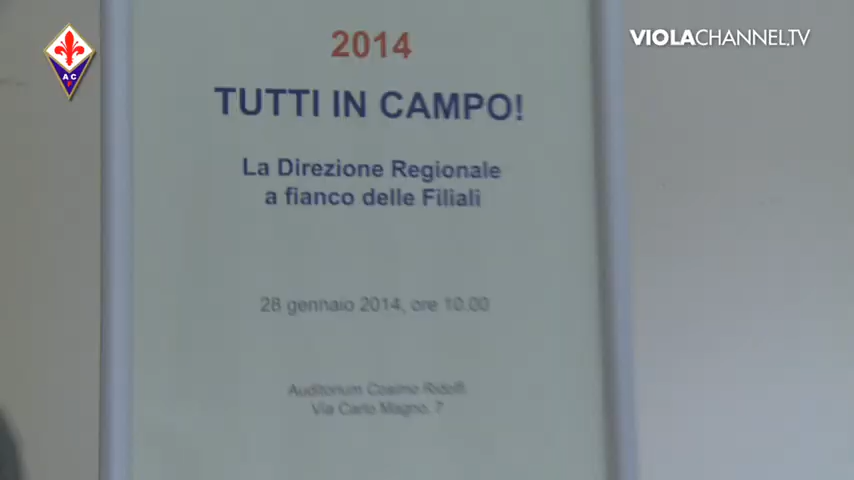 VIOLACHANNEL.TV
AC
F
2014
TUTTI IN CAMPO!
La Direzione Regionale
a fianco delle Filiali
28 gennaio 2014, ore 10.00
Auditorium Cosimo Ridolfi
Via Carlo Magno, 7